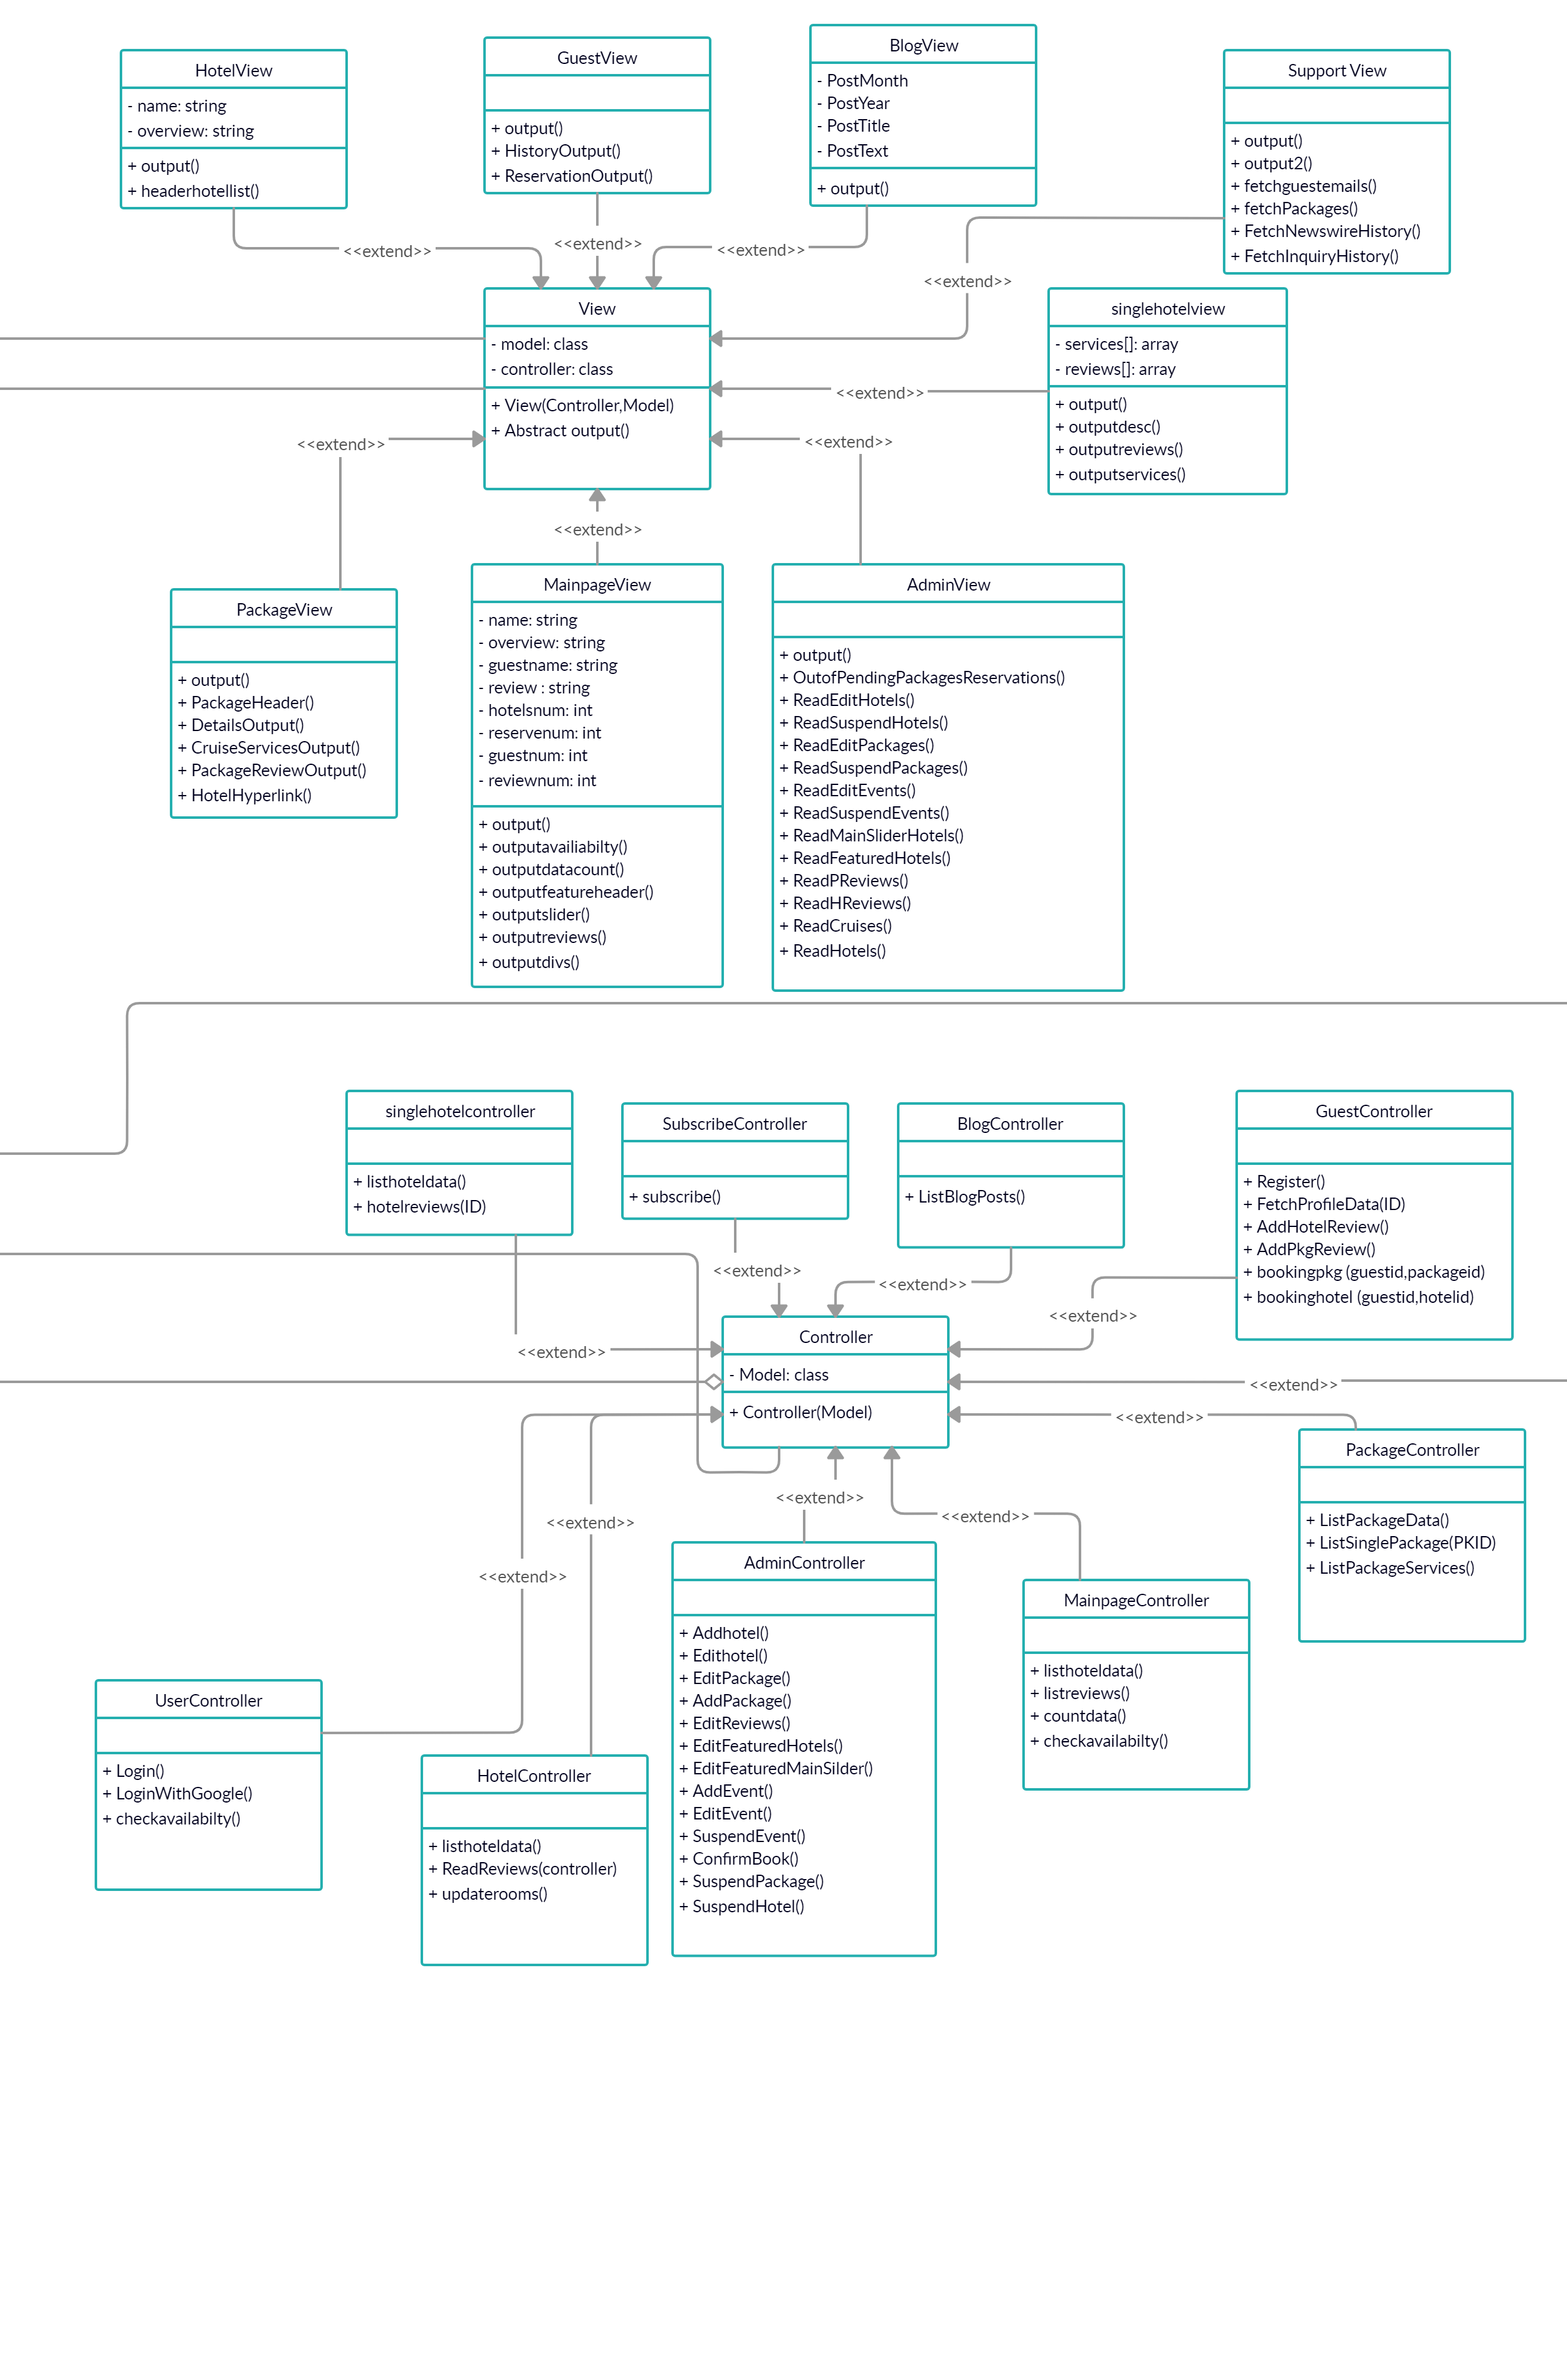 HotelView
- name: string
- overview: string
+ output()
+ headerhotellist()
GuestView
+ output()
+ HistoryOutput()
+ ReservationOutput()
BlogView
- PostMonth
- PostYear
- PostTitle
- PostText
+ output()
Support View
+ output()
+ output2()
+ fetchguestemails()
+ fetchPackages()
+ FetchNewswireHistory()
+ FetchInquiryHistory()
<<extend>>
<<extend>>
<<extend>>
<<extend>>
View
- model: class
- controller: class
+ View(Controller,Model)
+ Abstract output()
singlehotelview
- services[]: array
- reviews[]: array
+ output()
+ outputdesc()
+ outputreviews()
+ outputservices()
<<extend>>
<<extend>>
<<extend>>
<<extend>>
PackageView
+ output()
+ PackageHeader()
+ DetailsOutput()
+ CruiseServicesOutput()
+ PackageReviewOutput()
+ HotelHyperlink()
MainpageView
- name: string
- overview: string
- guestname: string
- review : string
- hotelsnum: int
- reservenum: int
- guestnum: int
- reviewnum: int
+ output()
+ outputavailiabilty()
+ outputdatacount()
+ outputfeatureheader()
+ outputslider()
+ outputreviews()
+ outputdivs()
AdminView
+ output()
+ OutofPendingPackagesReservations()
+ ReadEditHotels()
+ ReadSuspendHotels()
+ ReadEditPackages()
+ ReadSuspendPackages()
+ ReadEditEvents()
+ ReadSuspendEvents()
+ ReadMainSliderHotels()
+ ReadFeaturedHotels()
+ ReadPReviews()
+ ReadHReviews()
+ ReadCruises()
+ ReadHotels()
singlehotelcontroller
+ listhoteldata()
+ hotelreviews(ID)
SubscribeController
+ subscribe()
BlogController
+ ListBlogPosts()
GuestController
+ Register()
+ FetchProfileData(ID)
+ AddHotelReview()
+ AddPkgReview()
+ bookingpkg (guestid,packageid)
+ bookinghotel (guestid,hotelid)
<<extend>>
<<extend>>
<<extend>>
<<extend>>
Controller
- Model: class
+ Controller(Model)
<<extend>>
<<extend>>
<<extend>>
<<extend>>
<<extend>>
<<extend>>
PackageController
+ ListPackageData()
+ ListSinglePackage(PKID)
+ ListPackageServices()
AdminController
+ Addhotel()
+ Edithotel()
+ EditPackage()
+ AddPackage()
+ EditReviews()
+ EditFeaturedHotels()
+ EditFeaturedMainSilder()
+ AddEvent()
+ EditEvent()
+ SuspendEvent()
+ ConfirmBook()
+ SuspendPackage()
+ SuspendHotel()
MainpageController
+ listhoteldata()
+ listreviews()
+ countdata()
+ checkavailabilty()
UserController
+ Login()
+ LoginWithGoogle()
+ checkavailabilty()
HotelController
+ listhoteldata()
+ ReadReviews(controller)
+ updaterooms()